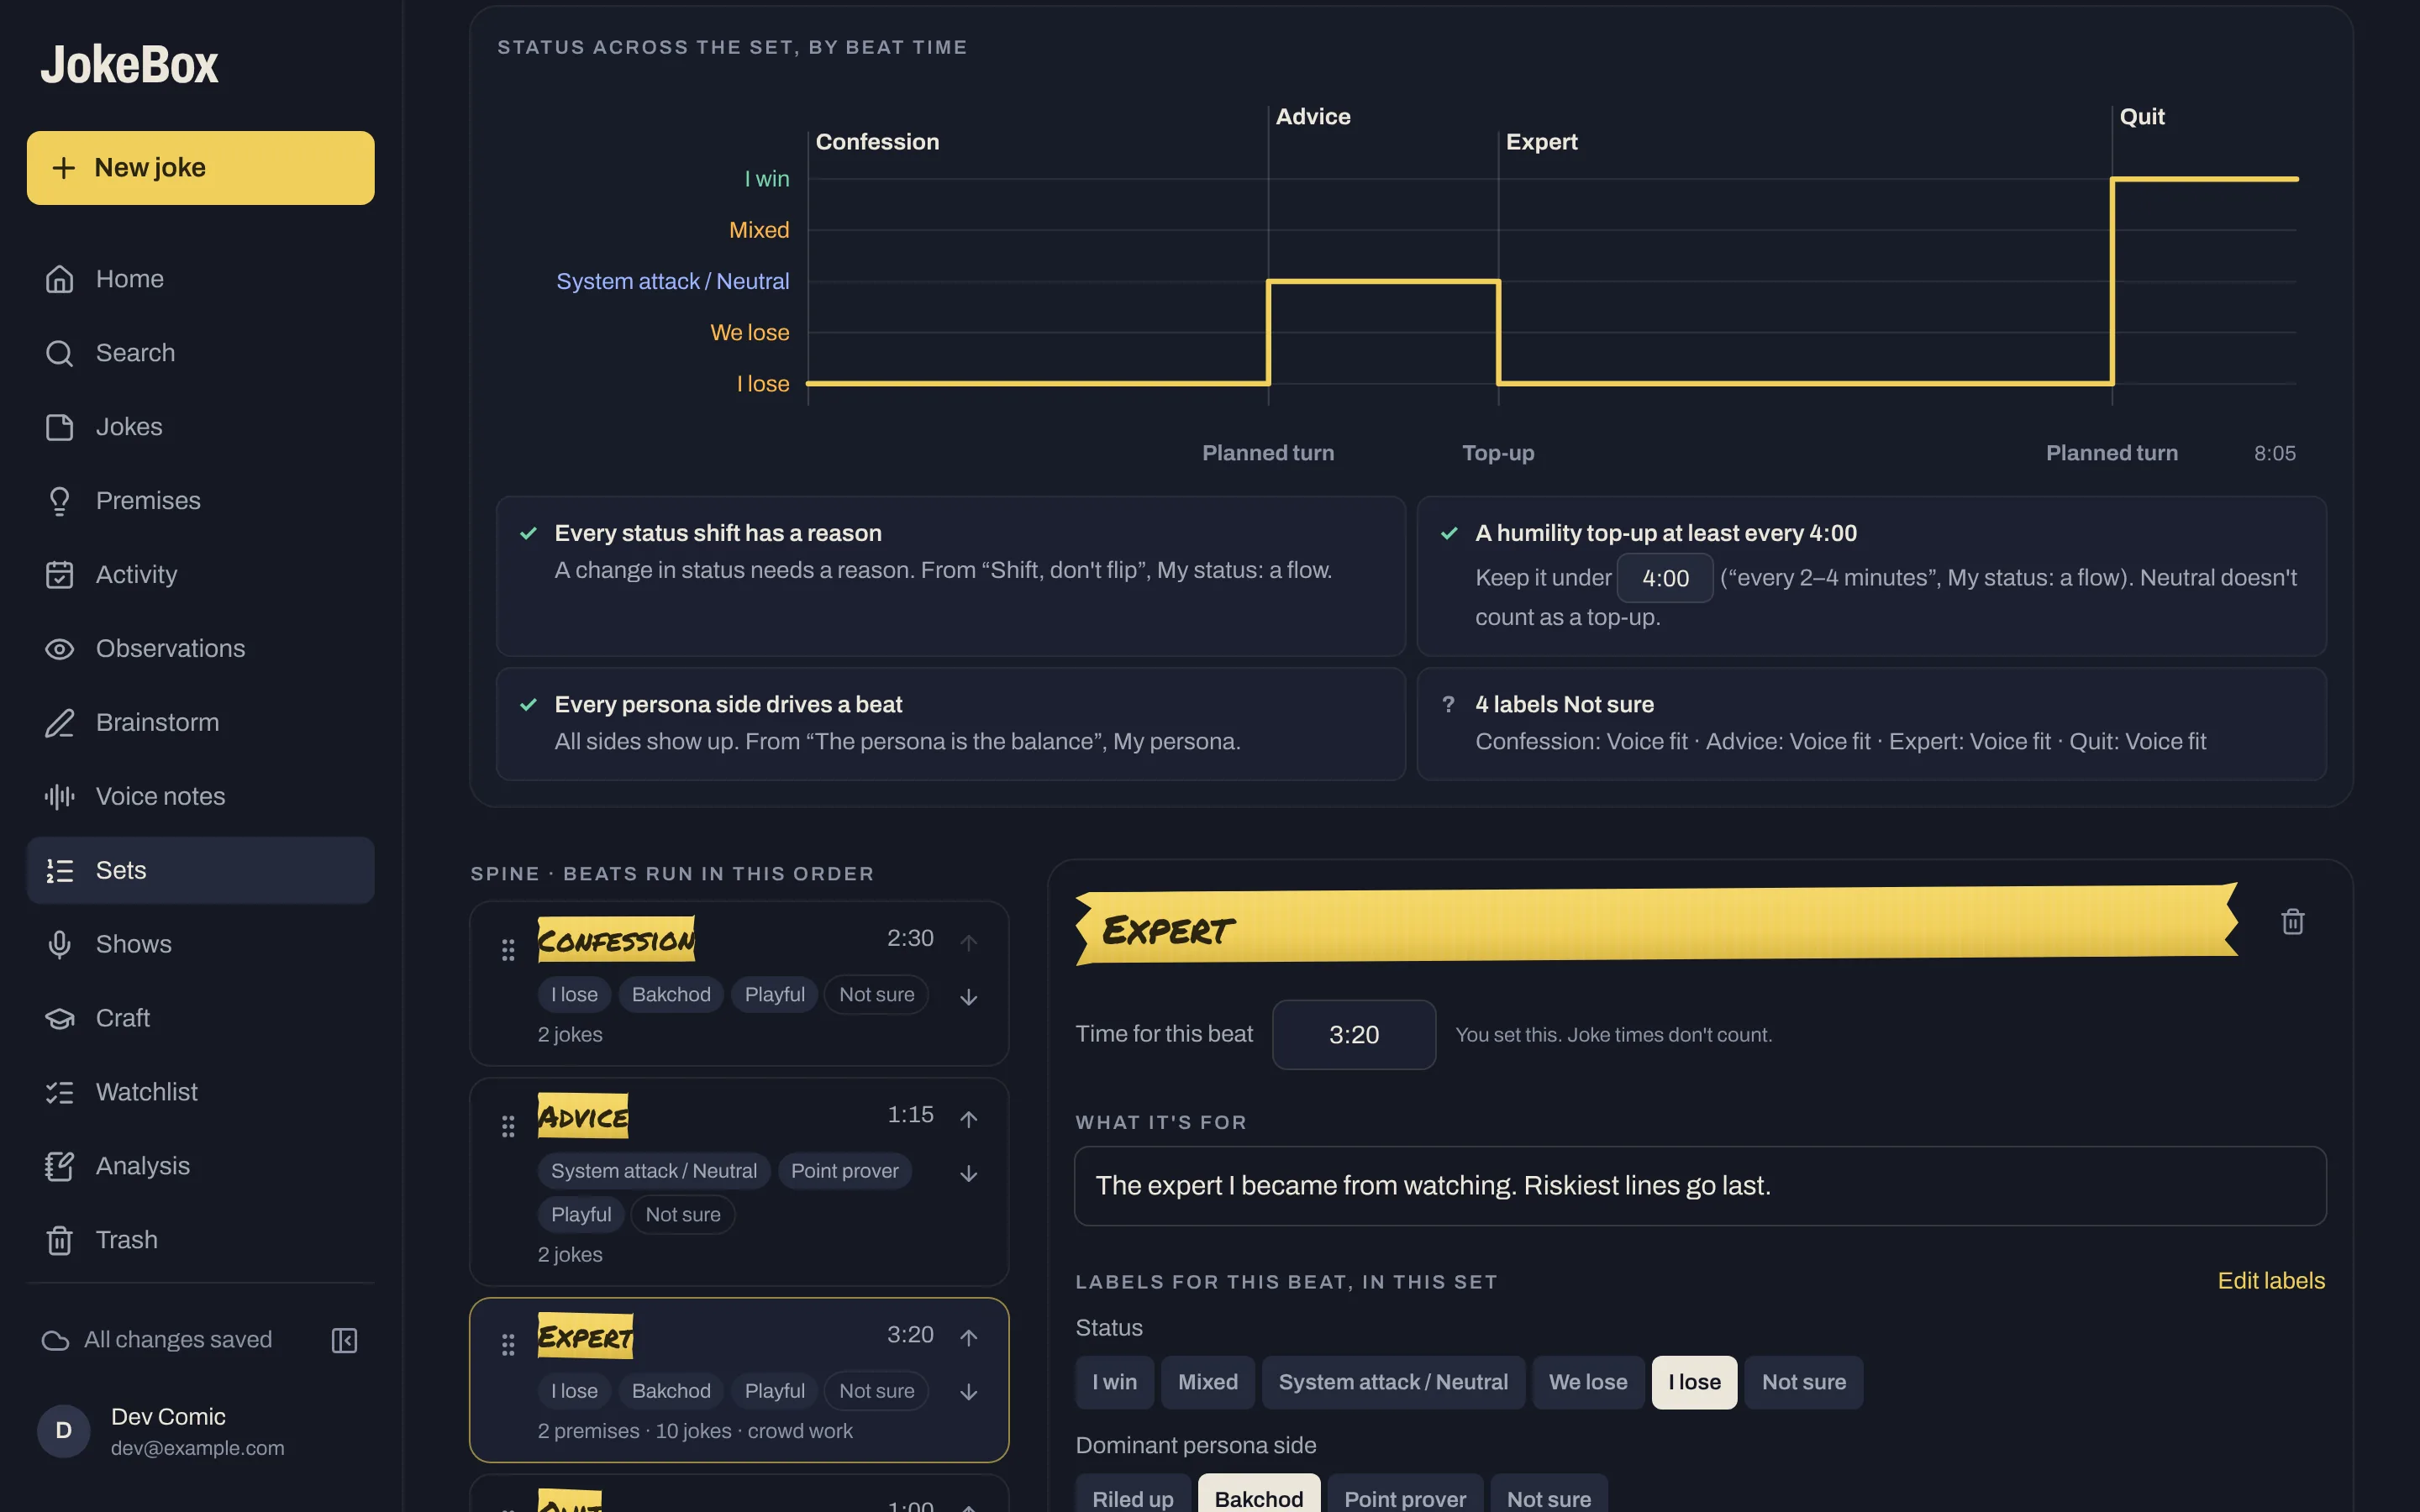 JokeBox
New joke
Home
Search
Jokes
Premises
Activity
Observations
Brainstorm
Voice notes
Sets
Shows
Craft
Watchlist
Analysis
Trash
All changes saved
D
Dev Comic
dev@example.com
STATUS ACROSS THE SET, BY BEAT TIME
Advice
Quit
Confession
Expert
I win
Mixed
System attack / Neutral
We lose
I lose
Planned turn
Top-up
Planned turn
8:05
Every status shift has a reason
A change in status needs a reason. From “Shift, don't flip”, My status: a flow.
A humility top-up at least every 4:00
Keep it under 4:00 (“every 2–4 minutes”, My status: a flow). Neutral doesn't
count as a top-up.
Every persona side drives a beat
All sides show up. From “The persona is the balance”, My persona.
? 4 labels Not sure
Confession: Voice fit · Advice: Voice fit · Expert: Voice fit · Quit: Voice fit
SPINE · BEATS RUN IN THIS ORDER
Confession 2:30
I lose Bakchod Playful Not sure
2 jokes
Advice 1:15
System attack / Neutral Point prover
Playful Not sure
2 jokes
Expert 3:20
I lose Bakchod Playful Not sure
2 premises · 10 jokes · crowd work
Quit 1:00
Expert
Time for this beat 3:20 You set this. Joke times don't count.
WHAT IT'S FOR
The expert I became from watching. Riskiest lines go last.
LABELS FOR THIS BEAT, IN THIS SET Edit labels
Status
I win Mixed System attack / Neutral We lose I lose Not sure
Dominant persona side
Riled up Bakchod Point prover Not sure